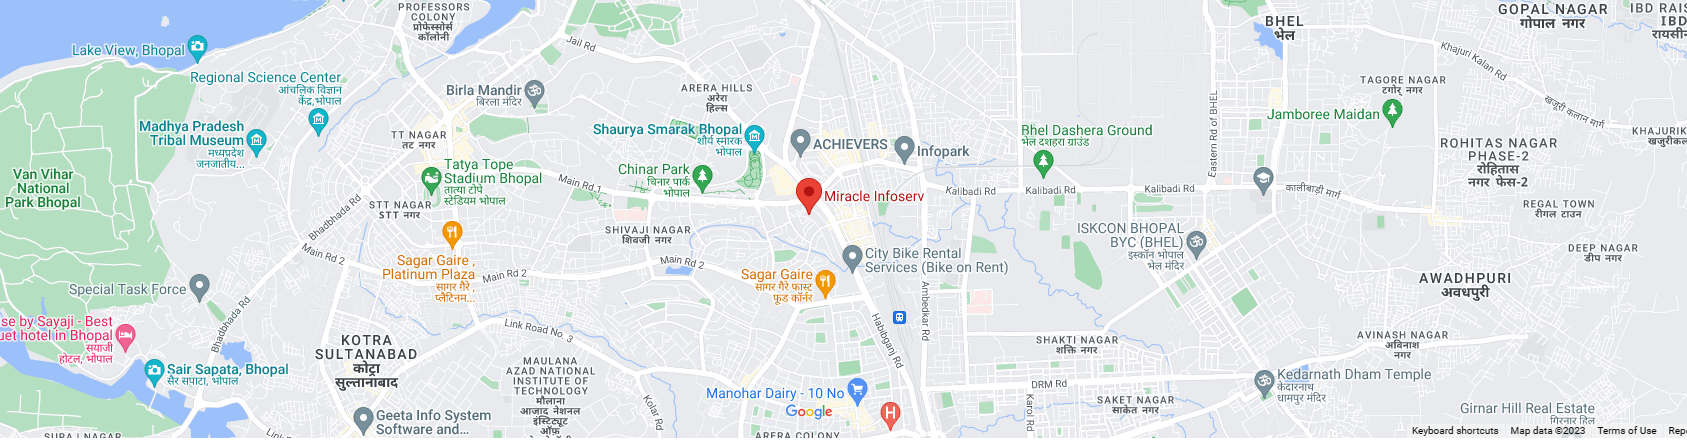 PROFESSORS
COLONY
प्रोफेस्सोर्स
कॉलोनी
Jail Rd
BHEL
भेल
GOPAL NAGAR
गोपाल नगर
IBD RAIS
IBD
रायसीन
Lake View, Bhopal
Khajuri Kalan Rd
Regional Science Center
आंचलिक विज्ञान
केंद्र,भोपाल
Birla Mandir
बिरला मंदिर
ARERA HILLS
अरेरा
हिल्स
TAGORE NAGAR
टगोर् नगर
खजूरी कलान मार्ग
Jamboree Maidan
Madhya Pradesh
Tribal Museum
मध्यप्रदेश
जनजातीय...
TT NAGAR
तट नगर
Shaurya Smarak Bhopal
शौर्य स्मारक
भोपाल
ACHIEVERS
Infopark
Bhel Dashera Ground
भेल दशहरा ग्राउंड
Eastern Rd of BHEL
KHAJURIK
खजुरीकल
ROHITAS NAGAR
PHASE-2
रोहितास
नगर फेस-2
Van Vihar
National
Park Bhopal
Tatya Tope
Stadium Bhopal
तात्या टोपे
स्टेडियम भोपाल
Chinar Park
चिनार पार्क
भोपाल
Main Rd 1
Miracle Infoserv
Kalibadi Rd
Kalibadi Rd
Kalibadi Rd
कालीबाड़ी मार्ग
Bhadbhada Rd
STT NAGAR
STT नगर
REGAL TOWN
रीगल टाउन
SHIVAJI NAGAR
शिवजी नगर
ISKCON BHOPAL
BYC (BHEL)
इस्कॉन भोपाल
भेल मंदिर
DEEP NAGAR
डीप नगर
Sagar Gaire ,
Platinum Plaza
सागर गैरे ,
प्लैटिनम...
Main Rd 2
Main Rd 2
Sagar Gaire
सागर गैरे फास्ट
फूड कॉर्नर
City Bike Rental
Services (Bike on Rent)
AWADHPURI
अवधपुरी
Special Task Force
Bhadbhada Rd
Link Road No. 3
Habibganj Rd
Ambedkar Rd
se by Sayaji - Best
uet hotel in Bhopal
सयाजी
होटल, भोपाल
KOTRA
SULTANABAD
कोट्रा
सुल्तानाबाद
SHAKTI NAGAR
शक्ति नगर
AVINASH NAGAR
अविनाश
नगर
Sair Sapata, Bhopal
सैर सपाटा, भोपाल
MAULANA
AZAD NATIONAL
INSTITUTE OF
TECHNOLOGY
मौलाना
आजाद नेशनल
इंस्टिट्यूट
ऑफ़
Kolar Rd
Manohar Dairy - 10 No
Google
DRM Rd
Karol Rd
Kedarnath Dham Temple
केदारनाथ
धामपुर मंदिर
SAKET NAGAR
साकेत नगर
Geeta Info System
Software and...
Girnar Hill Real Estate
गिरनार हिल
SURAJ NAGAR
ARERA COLONY
Keyboard shortcuts
Map data ©2023
Terms of Use
Repo